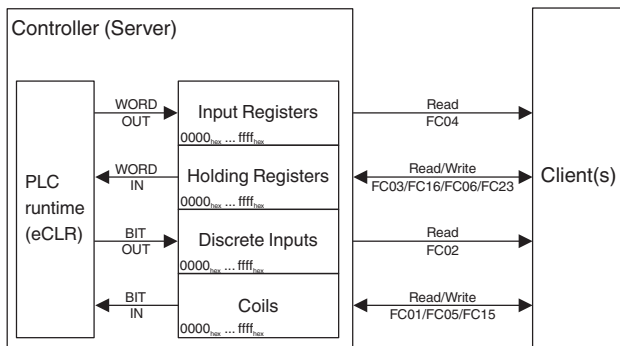 Controller (Server)
PLC
runtime
(eCLR)
WORD
OUT
Input Registers
0000hex ... ffffhex
Read
FC04
WORD
IN
Holding Registers
0000hex ... ffffhex
Read/Write
FC03/FC16/FC06/FC23
Client(s)
BIT
OUT
Discrete Inputs
0000hex ... ffffhex
Read
FC02
BIT
IN
Coils
0000hex ... ffffhex
Read/Write
FC01/FC05/FC15